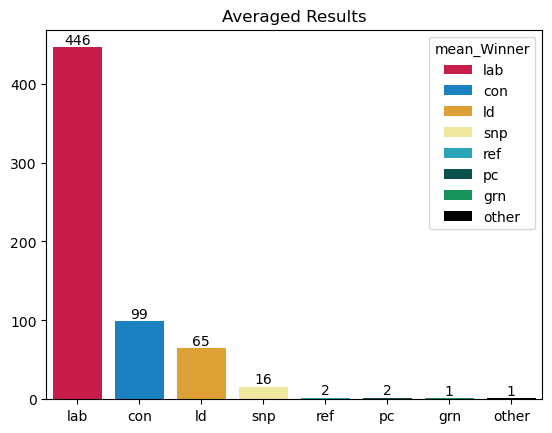 Averaged Results
446
99
65
16
2
2
1
1
400
300
200
100
0
lab
con
ld
snp
ref
pc
grn
other
mean_Winner
lab
con
ld
snp
ref
pc
grn
other